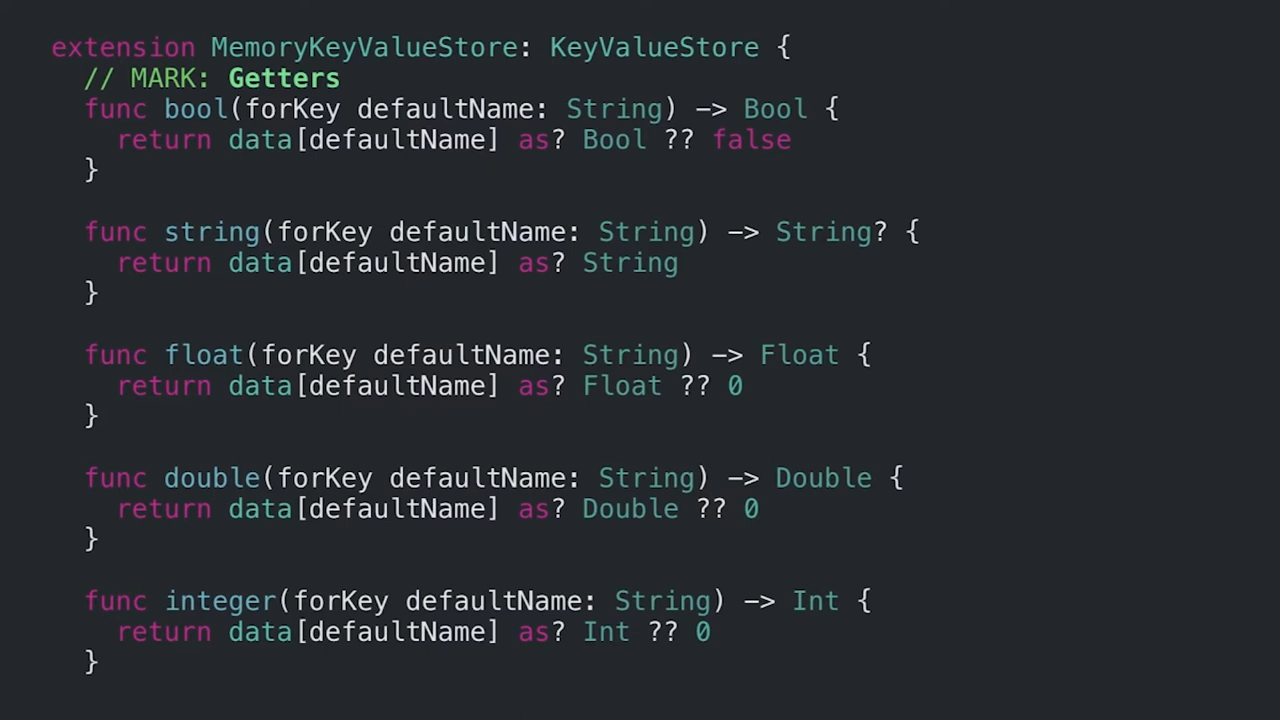 extension MemoryKeyValueStore: KeyValueStore {
// MARK: Getters
func bool(forKey defaultName: String) -> Bool {
return data[defaultName] as? Bool ?? false
}
func string(forKey defaultName: String) -> String? {
return data[defaultName] as? String
}
func float(forKey defaultName: String) -> Float {
return data[defaultName] as? Float ?? 0
}
func double(forKey defaultName: String) -> Double {
return data[defaultName] as? Double ?? 0
}
func integer(forKey defaultName: String) -> Int {
return data[defaultName] as? Int ?? 0
}